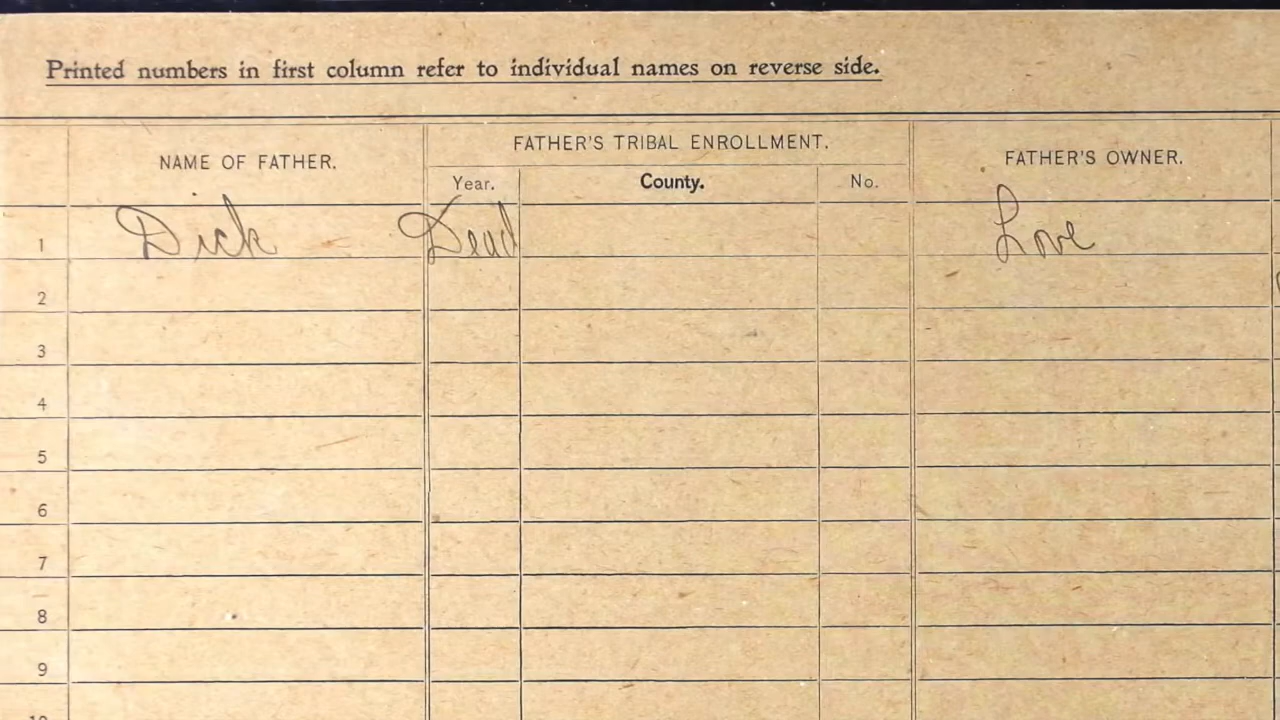 Printed numbers in first column refer to individual names on reverse side.
NAME OF FATHER. FATHER'S TRIBAL ENROLLMENT. FATHER'S OWNER.
Year. County. No.
1 Dick Dead Love
2
3
4
5
6
7
8
9
10